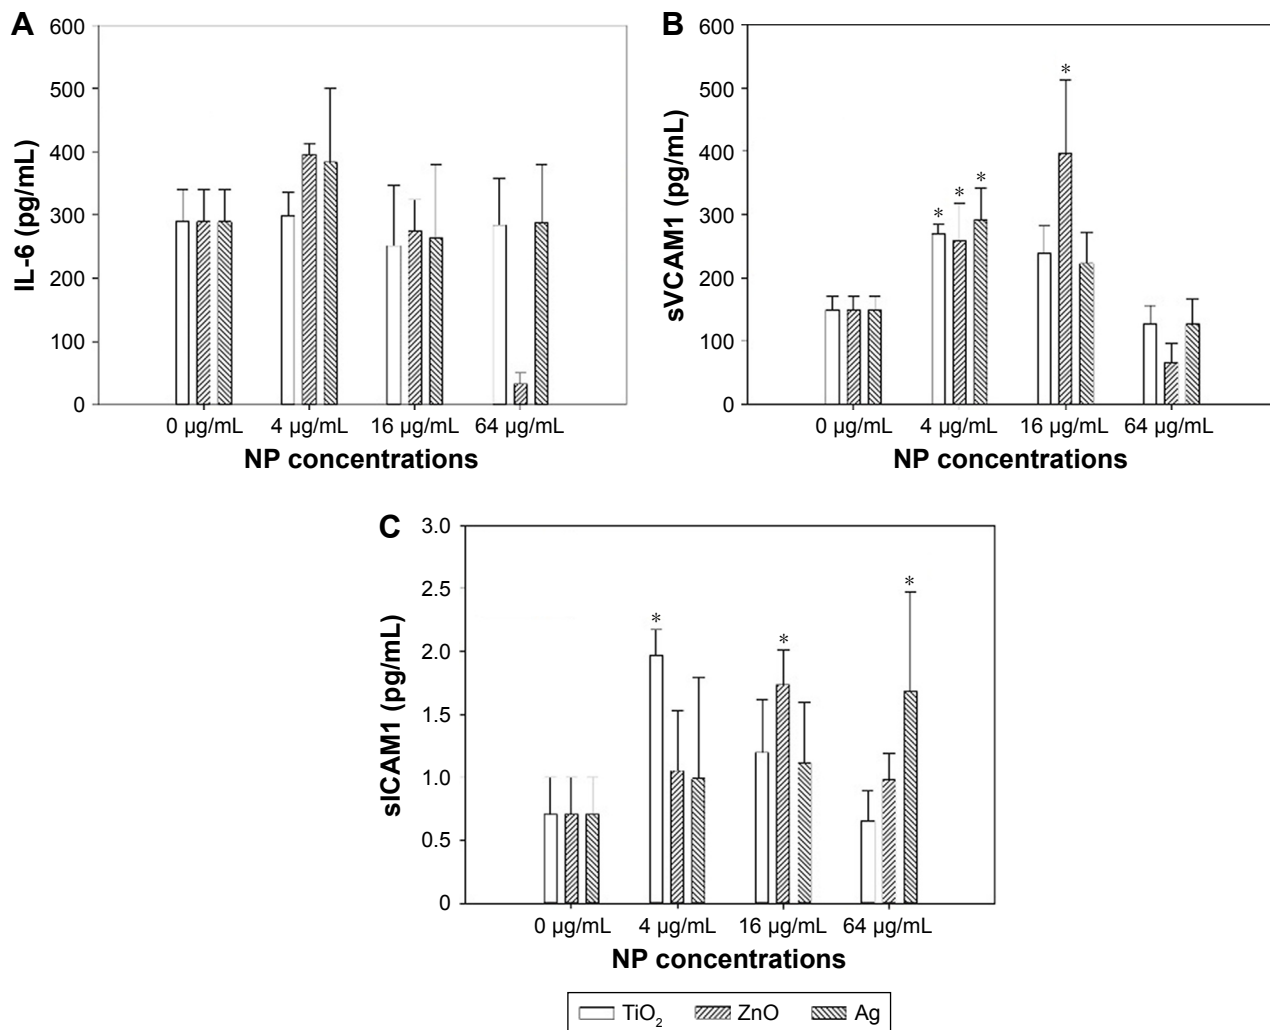 A
600
500
400
300
200
100
0
IL-6 (pg/mL)
0 µg/mL 4 µg/mL 16 µg/mL 64 µg/mL
NP concentrations
B
600
500
400
300
200
100
0
sVCAM1 (pg/mL)
* * * *
0 µg/mL 4 µg/mL 16 µg/mL 64 µg/mL
NP concentrations
C
3.0
2.5
2.0
1.5
1.0
0.5
0
sICAM1 (pg/mL)
* * *
0 µg/mL 4 µg/mL 16 µg/mL 64 µg/mL
NP concentrations
TiO₂ ZnO Ag